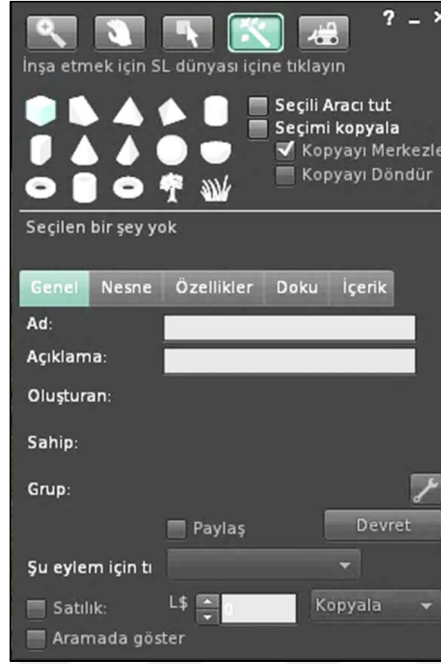 ? –
İnşa etmek için SL dünyası içine tıklayın
Seçili Aracı tut
Seçimi kopyala
Kopyayı Merkezle
Kopyayı Döndür
Seçilen bir şey yok
Genel Nesne Özellikler Doku İçerik
Ad:
Açıklama:
Oluşturan:
Sahip:
Grup:
Paylaş Devret
Şu eylem için tı
Satılık: L$ 0 Kopyala
Aramada göster